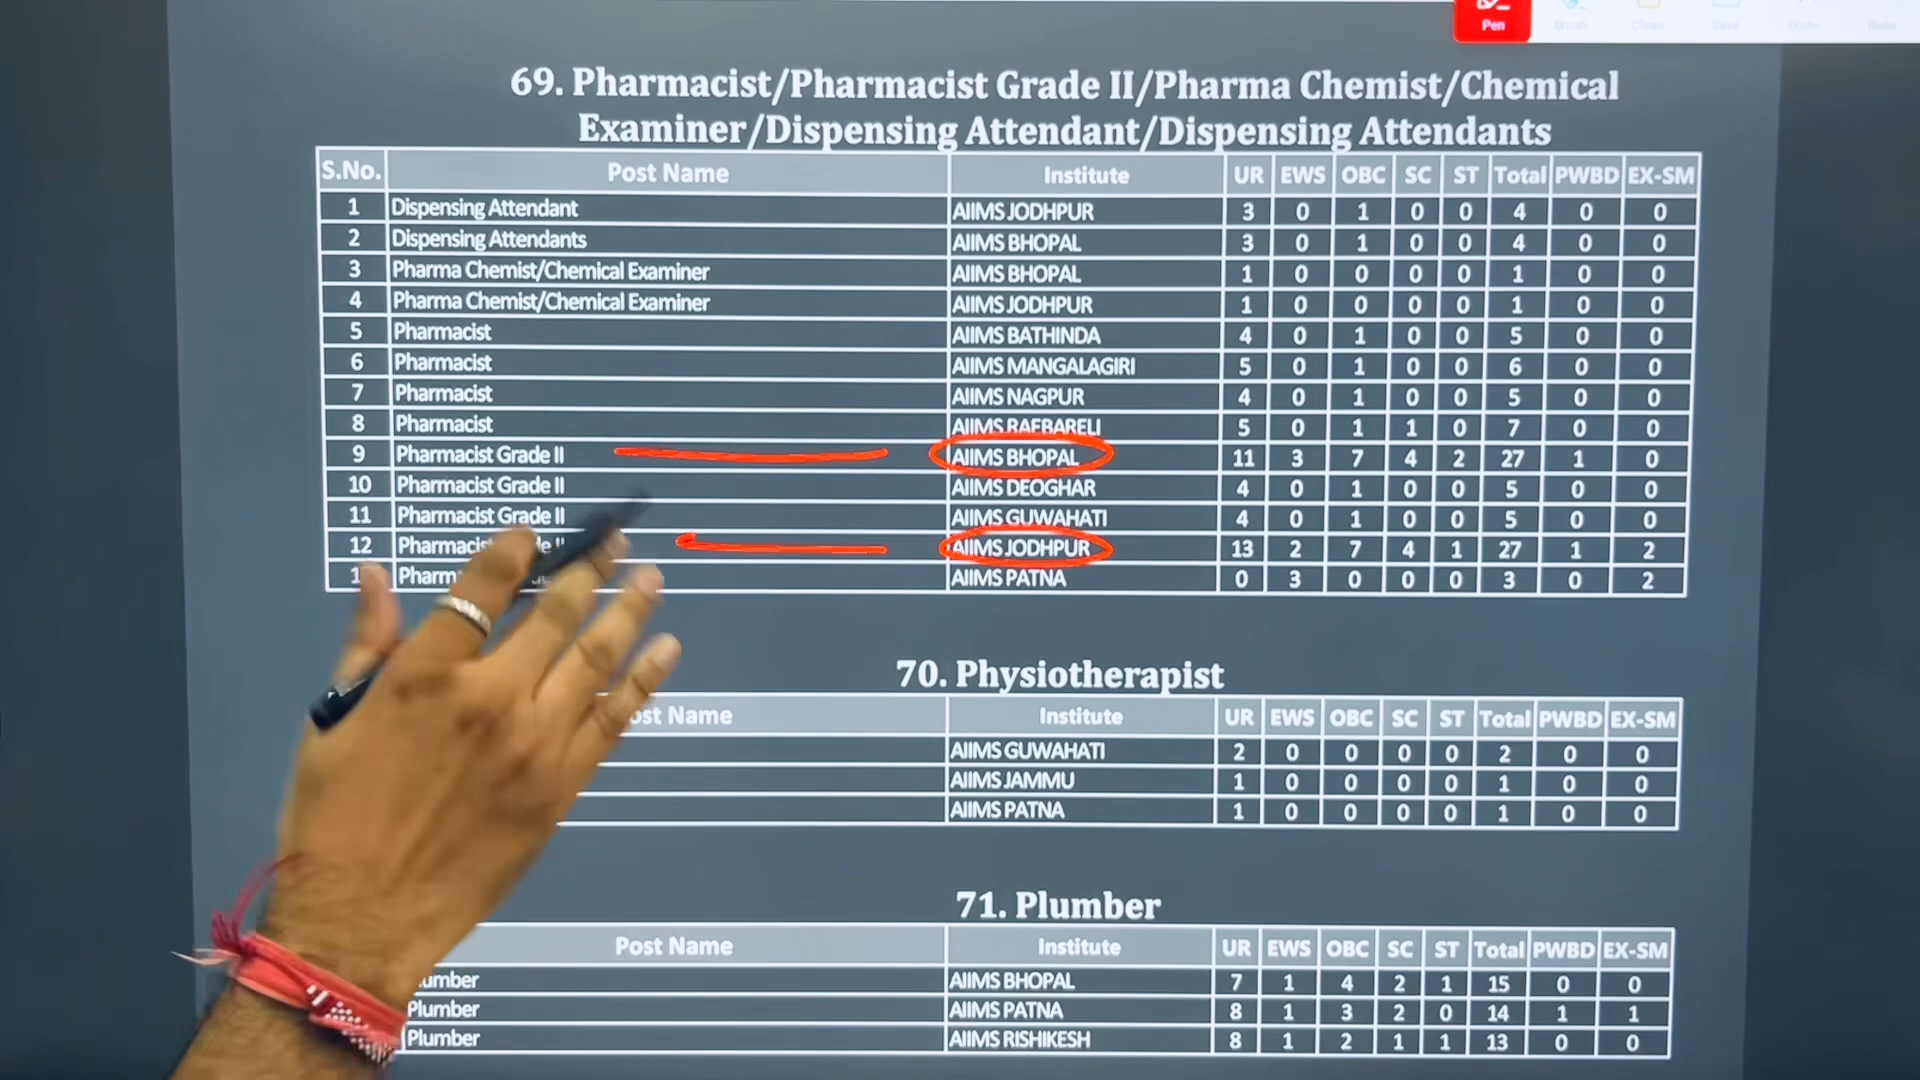 Pen Brush Clean Save Undo Redo
69. Pharmacist/Pharmacist Grade II/Pharma Chemist/Chemical
Examiner/Dispensing Attendant/Dispensing Attendants
S.No. Post Name Institute UR EWS OBC SC ST Total PWBD EX-SM
1 Dispensing Attendant AIIMS JODHPUR 3 0 1 0 0 4 0 0
2 Dispensing Attendants AIIMS BHOPAL 3 0 1 0 0 4 0 0
3 Pharma Chemist/Chemical Examiner AIIMS BHOPAL 1 0 0 0 0 1 0 0
4 Pharma Chemist/Chemical Examiner AIIMS JODHPUR 1 0 0 0 0 1 0 0
5 Pharmacist AIIMS BATHINDA 4 0 1 0 0 5 0 0
6 Pharmacist AIIMS MANGALAGIRI 5 0 1 0 0 6 0 0
7 Pharmacist AIIMS NAGPUR 4 0 1 0 0 5 0 0
8 Pharmacist AIIMS RAEBARELI 5 0 1 1 0 7 0 0
9 Pharmacist Grade II AIIMS BHOPAL 11 3 7 4 2 27 1 0
10 Pharmacist Grade II AIIMS DEOGHAR 4 0 1 0 0 5 0 0
11 Pharmacist Grade II AIIMS GUWAHATI 4 0 1 0 0 5 0 0
12 Pharmacist AIIMS JODHPUR 13 2 7 4 1 27 1 2
Pharm AIIMS PATNA 0 3 0 0 0 3 0 2
70. Physiotherapist
Post Name Institute UR EWS OBC SC ST Total PWBD EX-SM
AIIMS GUWAHATI 2 0 0 0 0 2 0 0
AIIMS JAMMU 1 0 0 0 0 1 0 0
AIIMS PATNA 1 0 0 0 0 1 0 0
71. Plumber
Post Name Institute UR EWS OBC SC ST Total PWBD EX-SM
Plumber AIIMS BHOPAL 7 1 4 2 1 15 0 0
Plumber AIIMS PATNA 8 1 3 2 0 14 1 1
Plumber AIIMS RISHIKESH 8 1 2 1 1 13 0 0